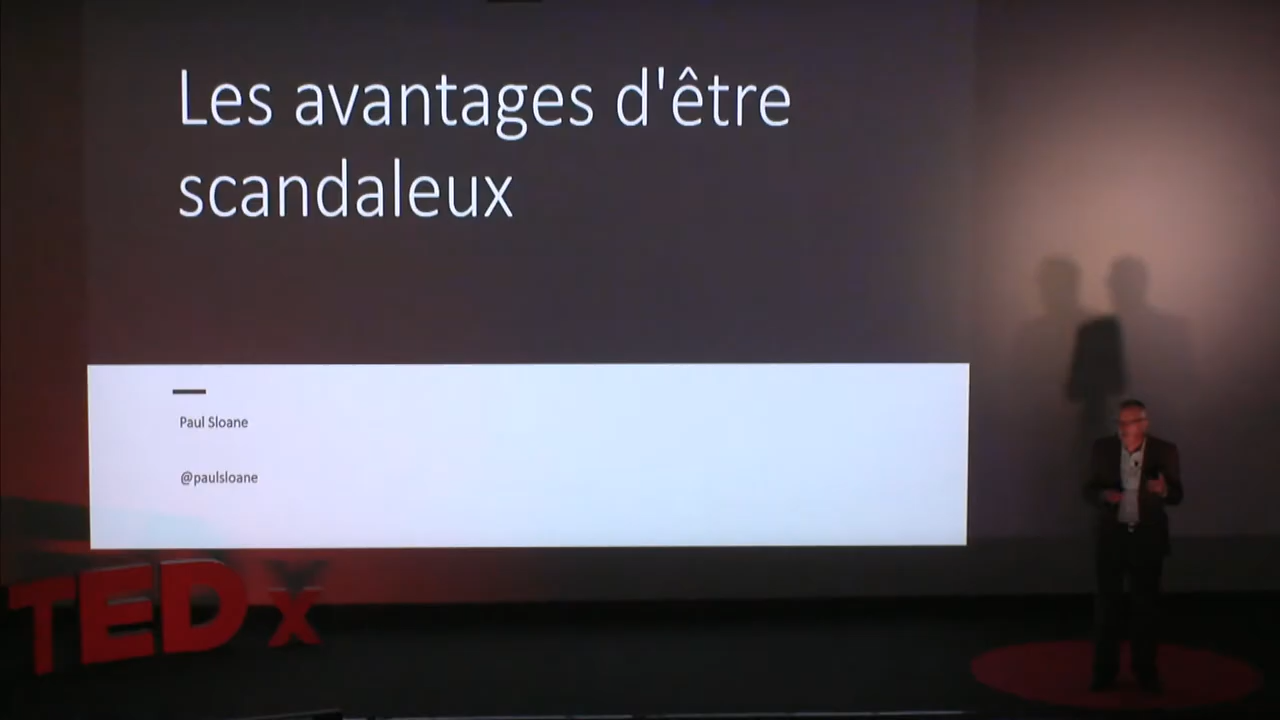 Les avantages d'être
scandaleux
Paul Sloane
@paulsloane
TEDx